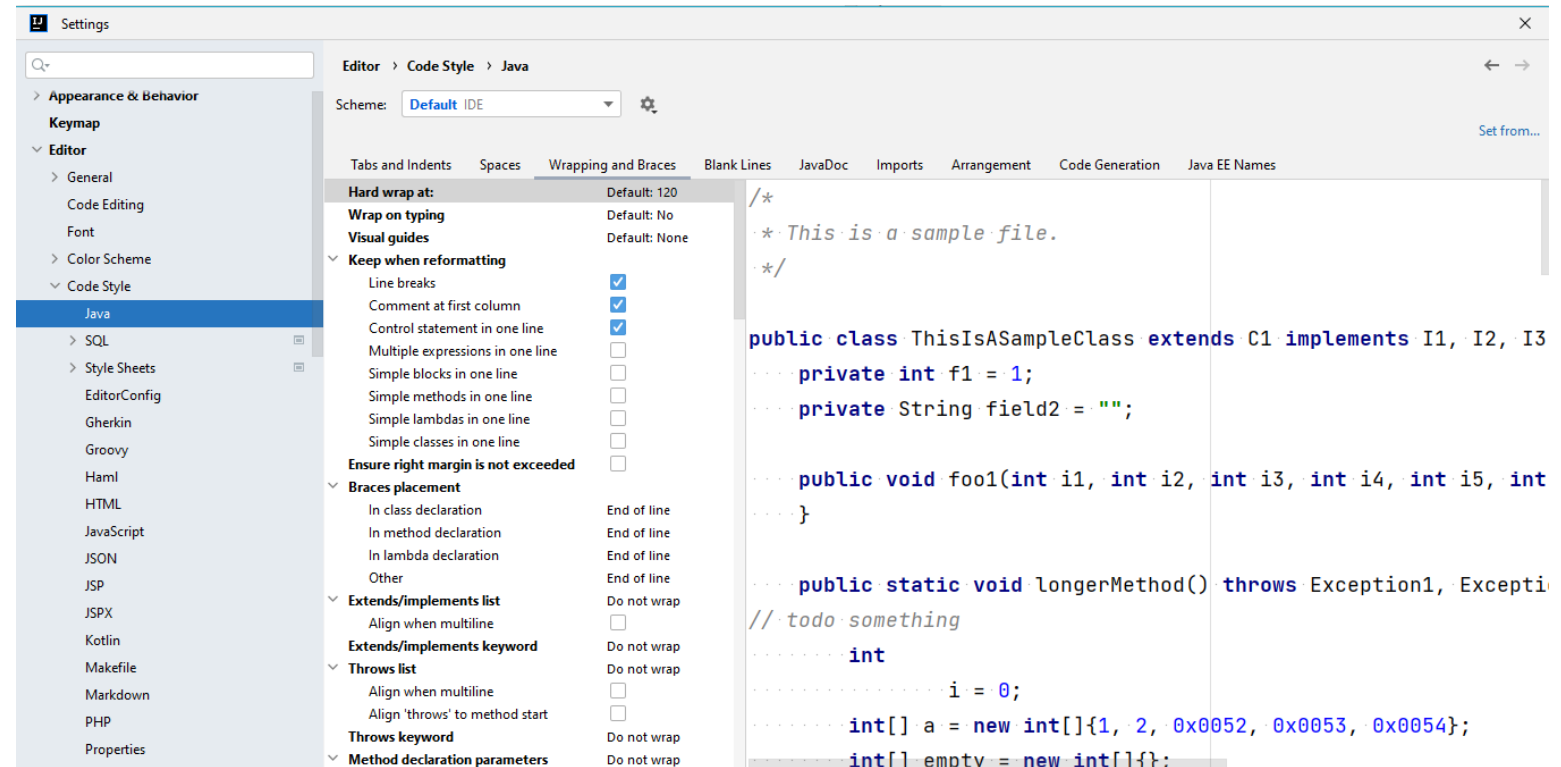 Settings
Appearance & Behavior
Keymap
Editor
General
Code Editing
Font
Color Scheme
Code Style
Java
SQL
Style Sheets
EditorConfig
Gherkin
Groovy
Haml
HTML
JavaScript
JSON
JSP
JSPX
Kotlin
Makefile
Markdown
PHP
Properties
Editor > Code Style > Java
Scheme: Default IDE
Set from...
Tabs and Indents Spaces Wrapping and Braces Blank Lines JavaDoc Imports Arrangement Code Generation Java EE Names
Hard wrap at: Default: 120
Wrap on typing Default: No
Visual guides Default: None
Keep when reformatting
Line breaks
Comment at first column
Control statement in one line
Multiple expressions in one line
Simple blocks in one line
Simple methods in one line
Simple lambdas in one line
Simple classes in one line
Ensure right margin is not exceeded
Braces placement
In class declaration End of line
In method declaration End of line
In lambda declaration End of line
Other End of line
Extends/implements list Do not wrap
Align when multiline
Extends/implements keyword Do not wrap
Throws list Do not wrap
Align when multiline
Align 'throws' to method start
Throws keyword Do not wrap
Method declaration parameters Do not wrap
/*
* This is a sample file.
*/
public class ThisIsASampleClass extends C1 implements I1, I2, I3
private int f1 = 1;
private String field2 = "";
public void foo1(int i1, int i2, int i3, int i4, int i5, int
}
public static void longerMethod() throws Exception1, Excepti
// todo something
int
i = 0;
int[] a = new int[]{1, 2, 0x0052, 0x0053, 0x0054};
int[] empty = new int[]{};